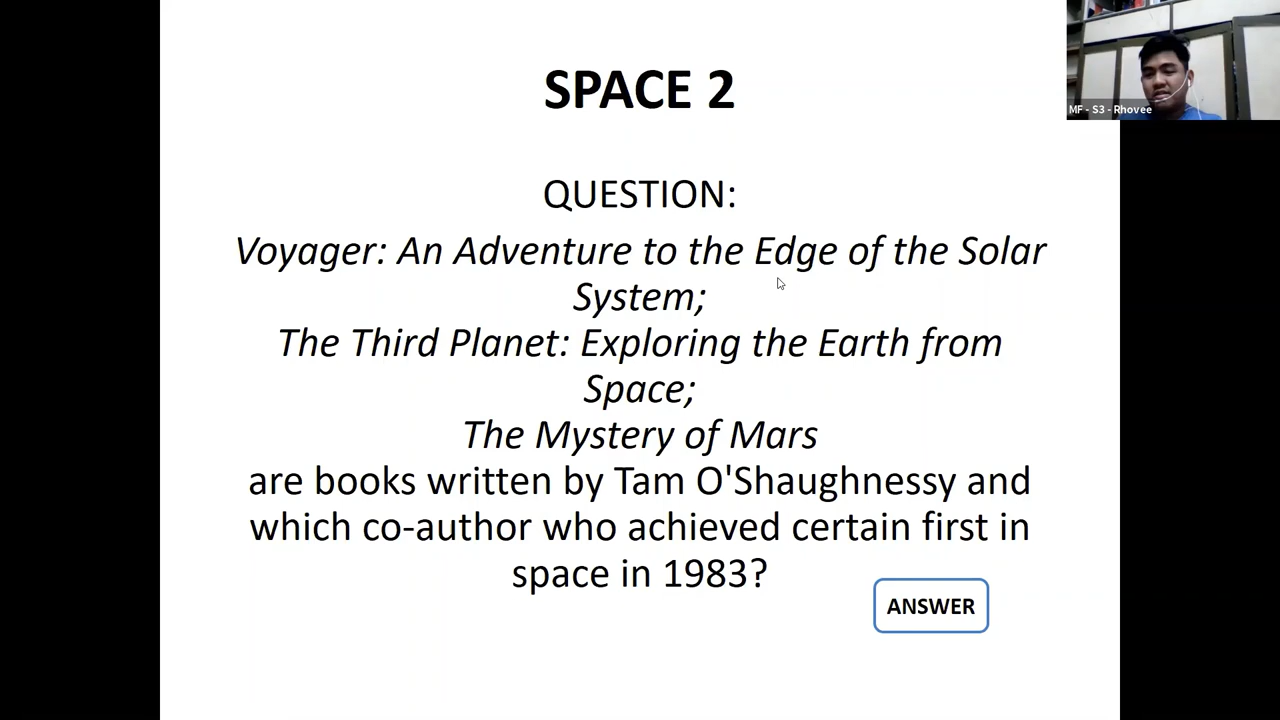 SPACE 2
MF - S3 - Rhovee
QUESTION:
Voyager: An Adventure to the Edge of the Solar
System;
The Third Planet: Exploring the Earth from
Space;
The Mystery of Mars
are books written by Tam O'Shaughnessy and
which co-author who achieved certain first in
space in 1983?
ANSWER